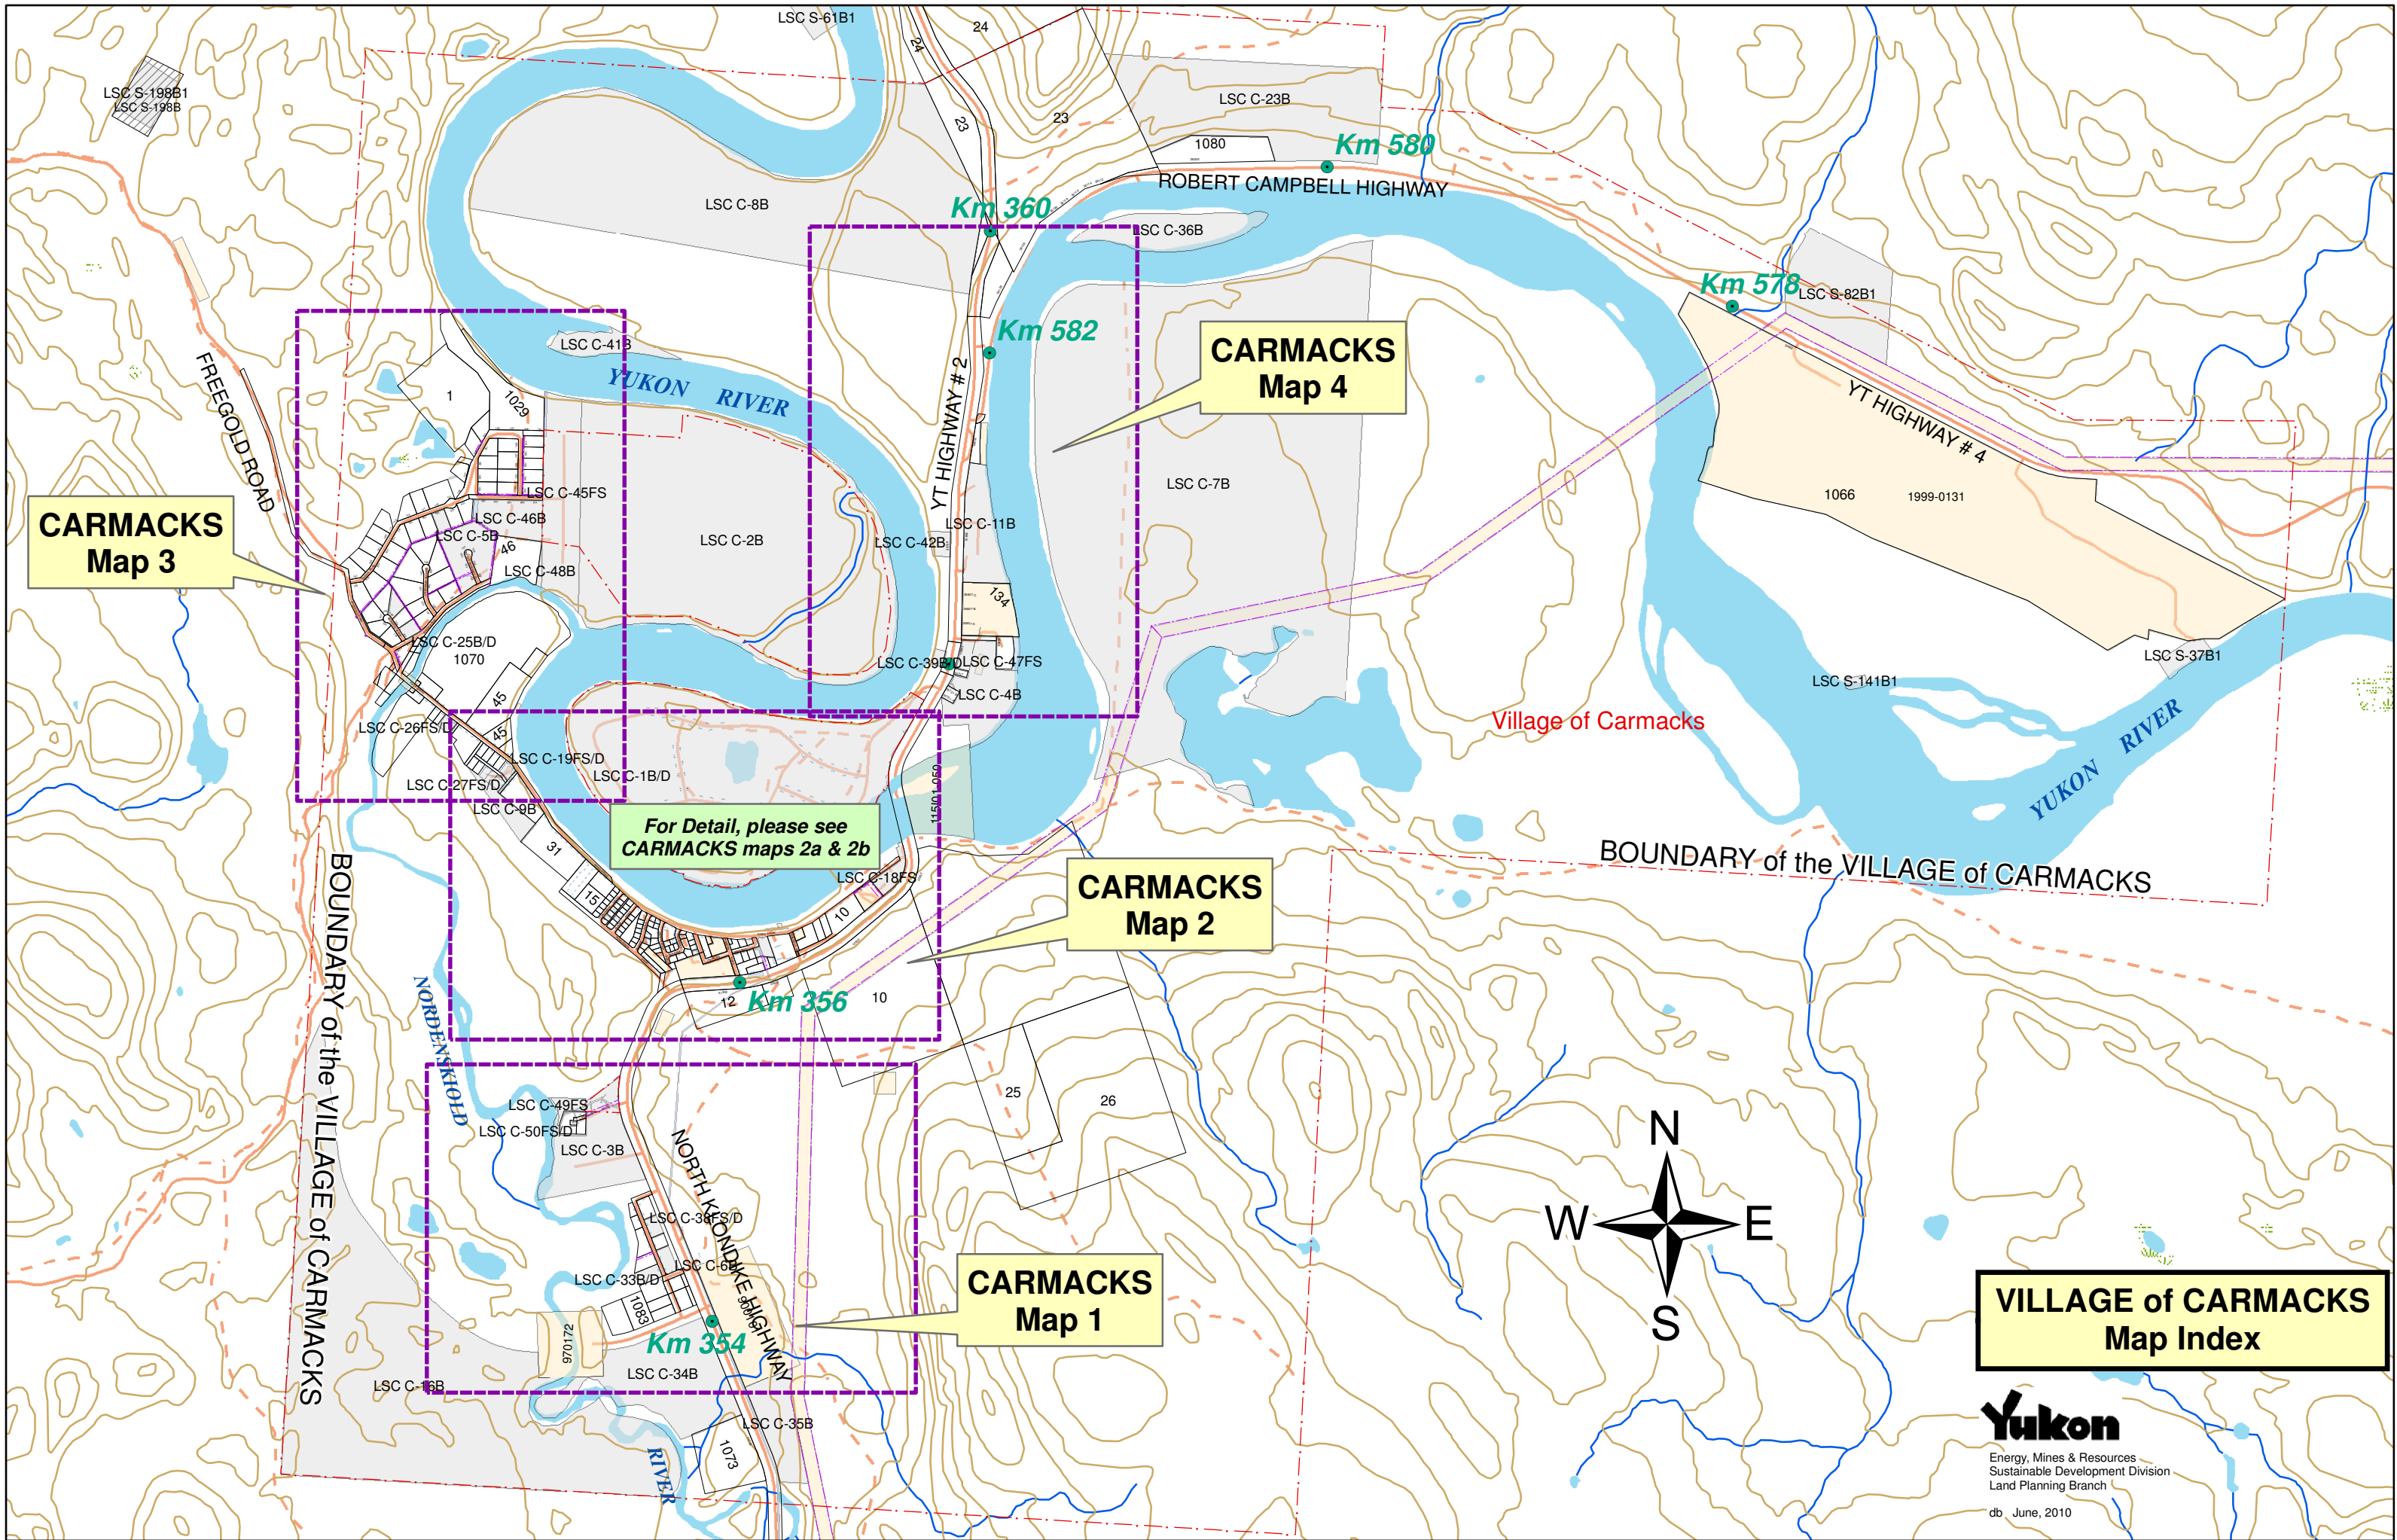 LSC S-61B1
24
24
LSC S-198B1
LSC S-198B
LSC C-23B
23
23
1080
Km 580
ROBERT CAMPBELL HIGHWAY
LSC C-8B
Km 360
LSC C-36B
Km 578
LSC S-82B1
Km 582
LSC C-41B
YUKON RIVER
CARMACKS
Map 4
FREEGOLD ROAD
1
1029
YT HIGHWAY # 2
YT HIGHWAY # 4
LSC C-45FS
LSC C-7B
1066
1999-0131
CARMACKS
Map 3
LSC C-46B
LSC C-5B
46
LSC C-48B
LSC C-2B
LSC C-11B
LSC C-42B
134
LSC C-25B/D
1070
LSC C-39B/D
LSC C-47FS
LSC C-4B
LSC S-37B1
LSC S-141B1
45
45
LSC C-26FS/D
Village of Carmacks
YUKON RIVER
LSC C-19FS/D
LSC C-1B/D
LSC C-27FS/D
LSC C-9B
115I01-050
For Detail, please see
CARMACKS maps 2a & 2b
31
15
LSC C-18FS
10
BOUNDARY of the VILLAGE of CARMACKS
CARMACKS
Map 2
BOUNDARY of the VILLAGE of CARMACKS
12
Km 356
10
NORDENSKIOLD
25
26
LSC C-49FS
LSC C-50FS/D
LSC C-3B
NORTH KLONDIKE HIGHWAY
LSC C-38FS/D
LSC C-6B
LSC C-33B/D
1083
970172
Km 354
CARMACKS
Map 1
LSC C-34B
LSC C-16B
LSC C-35B
1073
RIVER
N
W
E
S
VILLAGE of CARMACKS
Map Index
Yukon
Energy, Mines & Resources
Sustainable Development Division
Land Planning Branch
db June, 2010